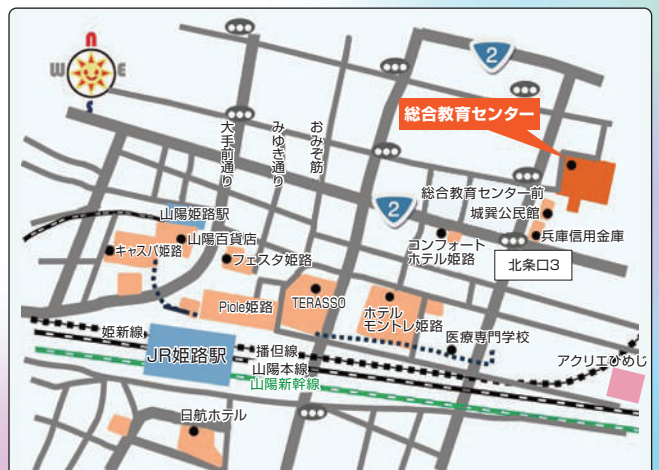 n
W
E
s
2
総合教育センター
大手前通り
みゆき通り
おみぞ筋
総合教育センター前
城巽公民館
2
山陽姫路駅
山陽百貨店
キャスパ姫路
フェスタ姫路
コンフォート
ホテル姫路
兵庫信用金庫
北条口3
Piole姫路
TERASSO
ホテル
モントレ姫路
医療専門学校
姫新線
JR姫路駅
播但線
山陽本線
山陽新幹線
アクリエひめじ
日航ホテル